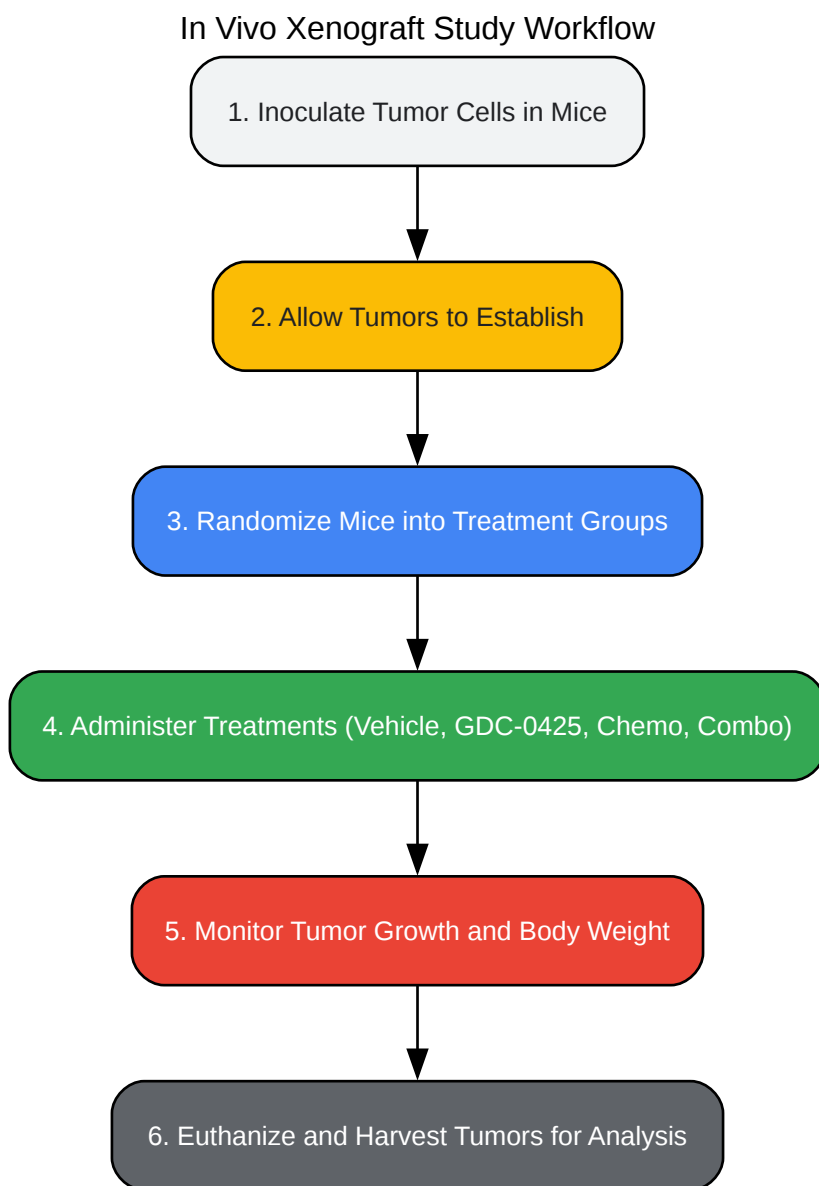 In Vivo Xenograft Study Workflow
1. Inoculate Tumor Cells in Mice
2. Allow Tumors to Establish
3. Randomize Mice into Treatment Groups
4. Administer Treatments (Vehicle, GDC-0425, Chemo, Combo)
5. Monitor Tumor Growth and Body Weight
6. Euthanize and Harvest Tumors for Analysis